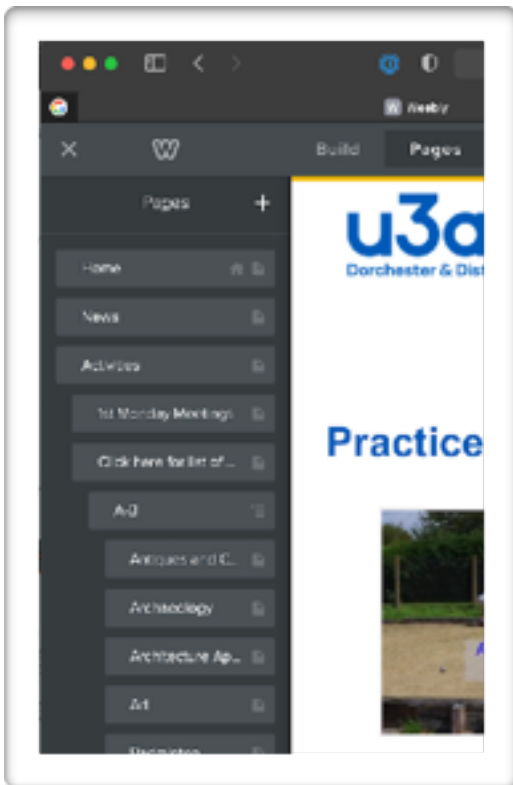 Weebly
Build Pages
Pages +
u3a
Dorchester & Dist
Home
News
Activities
1st Monday Meetings
Click here for list of ...
Practice
Antiques and C...
Archaeology
Architecture Ap...
Art
Badminton